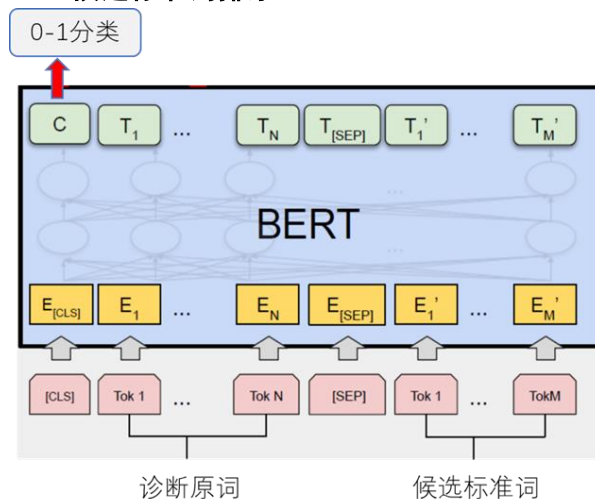 0-1分类
C T1 ... TN T[SEP] T1' ... TM'
...
BERT
...
E[CLS] E1 ... EN E[SEP] E1' ... EM'
[CLS] Tok 1 ... Tok N [SEP] Tok 1 ... TokM
诊断原词 候选标准词